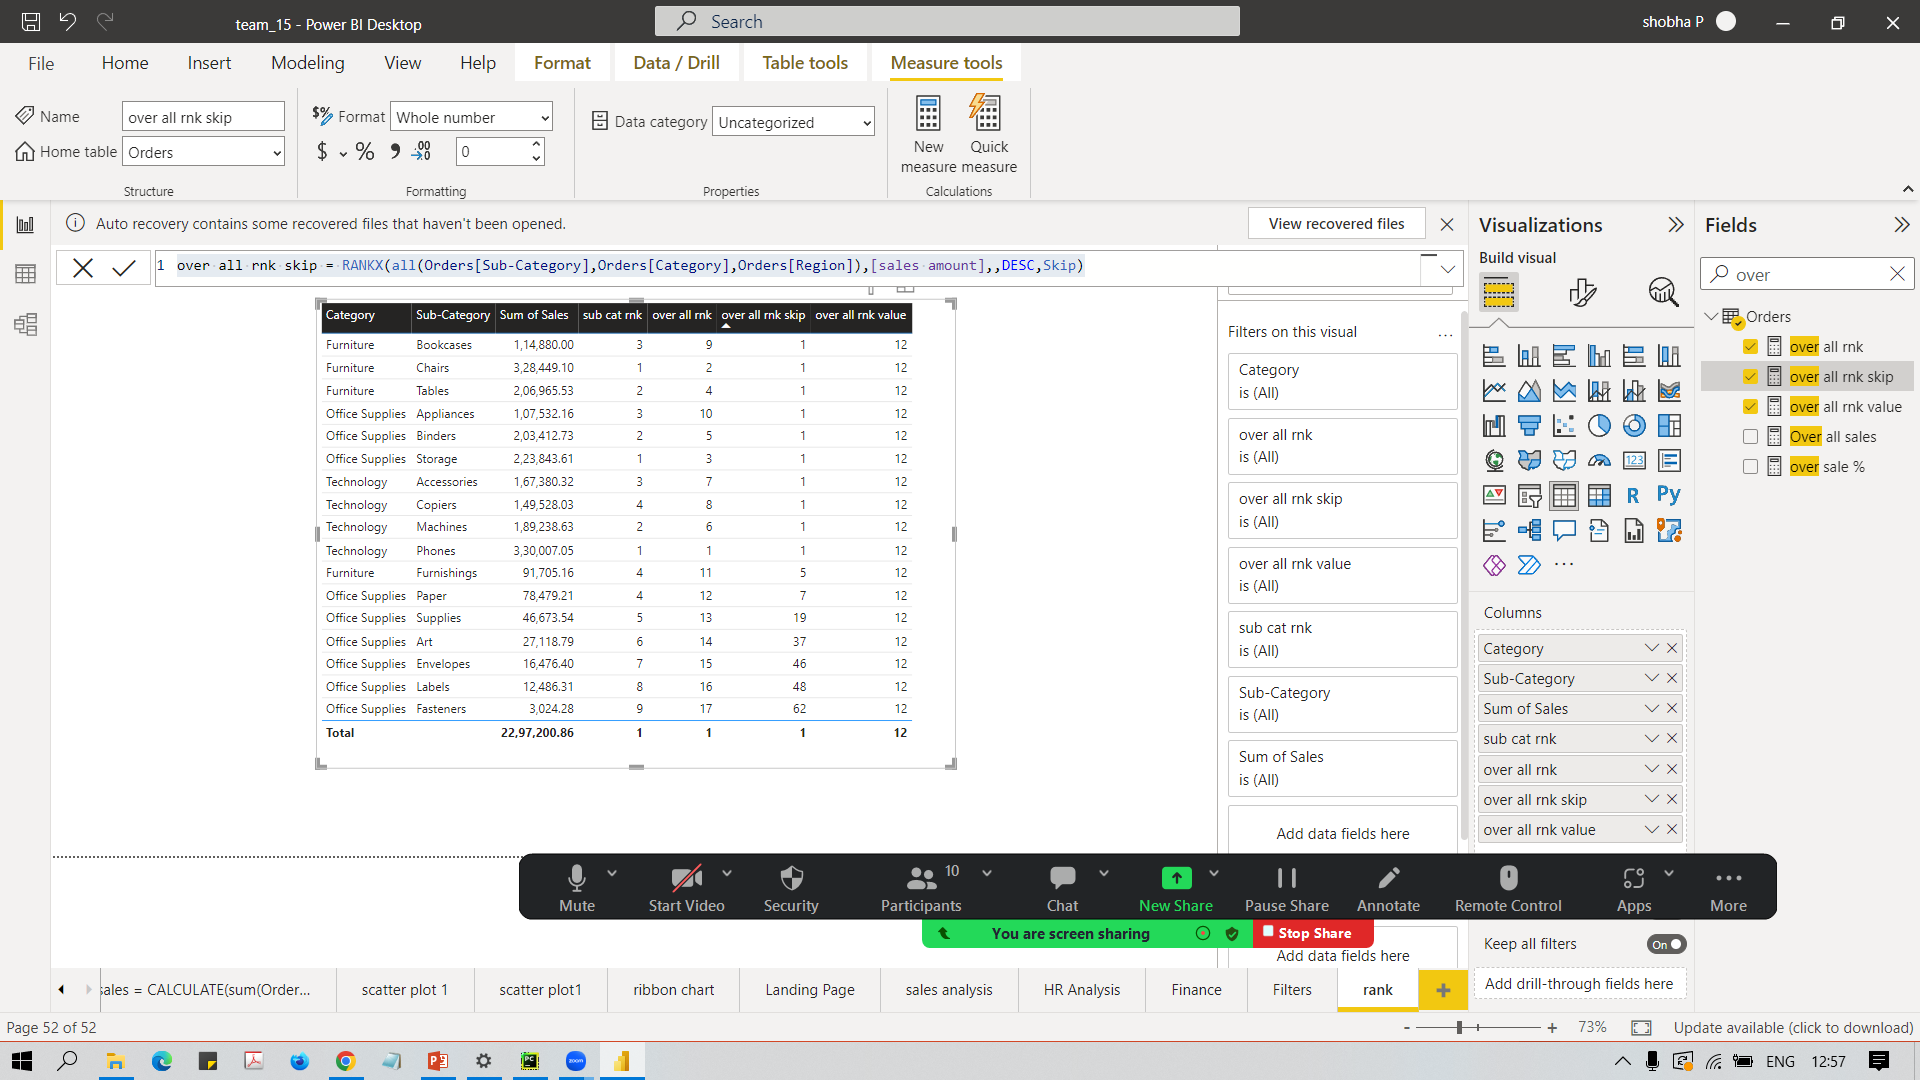 team_15 - Power BI Desktop
Search
shobha P
File Home Insert Modeling View Help Format Data / Drill Table tools Measure tools
Name over all rnk skip
Home table Orders
Structure
Format Whole number
$ % 9 .00 0
Formatting
Data category Uncategorized
Properties
New measure
Quick measure
Calculations
Auto recovery contains some recovered files that haven't been opened.
View recovered files
1 over all rnk skip = RANKX(all(Orders[Sub-Category],Orders[Category],Orders[Region]),[sales amount],,DESC,Skip)
Category Sub-Category Sum of Sales sub cat rnk over all rnk over all rnk skip over all rnk value
Furniture Bookcases 1,14,880.00 3 9 1 12
Furniture Chairs 3,28,449.10 1 2 1 12
Furniture Tables 2,06,965.53 2 4 1 12
Office Supplies Appliances 1,07,532.16 3 10 1 12
Office Supplies Binders 2,03,412.73 2 5 1 12
Office Supplies Storage 2,23,843.61 1 3 1 12
Technology Accessories 1,67,380.32 3 7 1 12
Technology Copiers 1,49,528.03 4 8 1 12
Technology Machines 1,89,238.63 2 6 1 12
Technology Phones 3,30,007.05 1 1 1 12
Furniture Furnishings 91,705.16 4 11 5 12
Office Supplies Paper 78,479.21 4 12 7 12
Office Supplies Supplies 46,673.54 5 13 19 12
Office Supplies Art 27,118.79 6 14 37 12
Office Supplies Envelopes 16,476.40 7 15 46 12
Office Supplies Labels 12,486.31 8 16 48 12
Office Supplies Fasteners 3,024.28 9 17 62 12
Total 22,97,200.86 1 1 1 12
Filters on this visual ...
Category
is (All)
over all rnk
is (All)
over all rnk skip
is (All)
over all rnk value
is (All)
sub cat rnk
is (All)
Sub-Category
is (All)
Sum of Sales
is (All)
Add data fields here
Add data fields here
Visualizations
Build visual
123
R Py
...
Columns
Category
Sub-Category
Sum of Sales
sub cat rnk
over all rnk
over all rnk skip
over all rnk value
Keep all filters
On
Add drill-through fields here
Fields
over
Orders
over all rnk
over all rnk skip
over all rnk value
Over all sales
over sale %
Mute Start Video Security Participants 10 Chat New Share Pause Share Annotate Remote Control Apps More
You are screen sharing
Stop Share
sales = CALCULATE(sum(Order... scatter plot 1 scatter plot1 ribbon chart Landing Page sales analysis HR Analysis Finance Filters rank +
Page 52 of 52
- + 73%
Update available (click to download)
PC
zoom
ENG 12:57